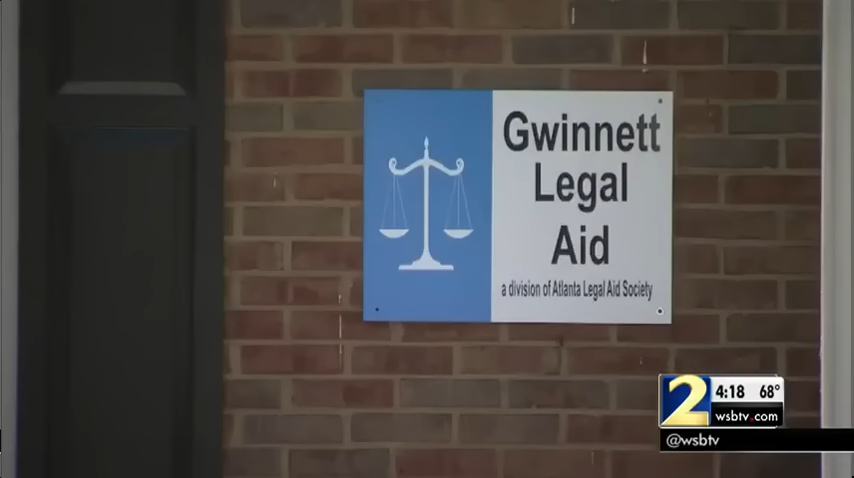 Gwinnett
Legal
Aid
a division of Atlanta Legal Aid Society
2 4:18 68°
wsbtv.com
@wsbtv